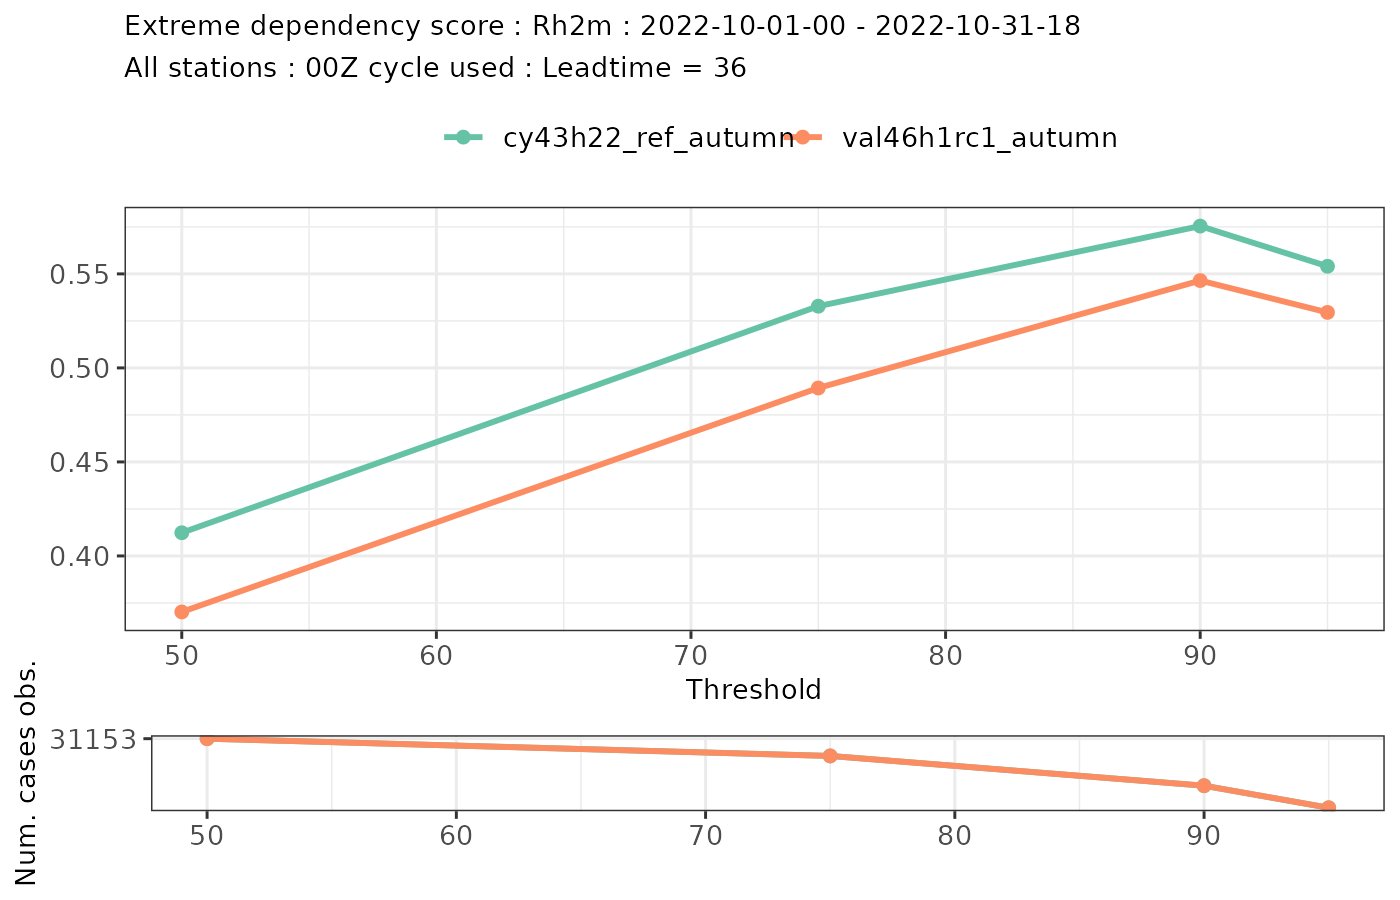 Extreme dependency score : Rh2m : 2022-10-01-00 - 2022-10-31-18
All stations : 00Z cycle used : Leadtime = 36
cy43h22_ref_autumn val46h1rc1_autumn
0.55
0.50
0.45
0.40
50 60 70 80 90
Threshold
Num. cases obs.
31153
50 60 70 80 90